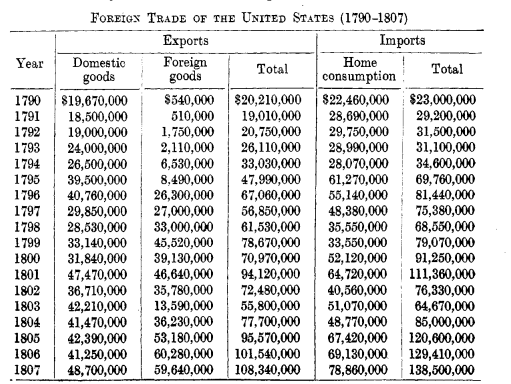 FOREIGN TRADE OF THE UNITED STATES (1790–1807)
Exports Imports
Year Domestic goods Foreign goods Total Home consumption Total
1790 $19,670,000 $540,000 $20,210,000 $22,460,000 $23,000,000
1791 18,500,000 510,000 19,010,000 28,690,000 29,200,000
1792 19,000,000 1,750,000 20,750,000 29,750,000 31,500,000
1793 24,000,000 2,110,000 26,110,000 28,990,000 31,100,000
1794 26,500,000 6,530,000 33,030,000 28,070,000 34,600,000
1795 39,500,000 8,490,000 47,990,000 61,270,000 69,760,000
1796 40,760,000 26,300,000 67,060,000 55,140,000 81,440,000
1797 29,850,000 27,000,000 56,850,000 48,380,000 75,380,000
1798 28,530,000 33,000,000 61,530,000 35,550,000 68,550,000
1799 33,140,000 45,520,000 78,670,000 33,550,000 79,070,000
1800 31,840,000 39,130,000 70,970,000 52,120,000 91,250,000
1801 47,470,000 46,640,000 94,120,000 64,720,000 111,360,000
1802 36,710,000 35,780,000 72,480,000 40,560,000 76,330,000
1803 42,210,000 13,590,000 55,800,000 51,070,000 64,670,000
1804 41,470,000 36,230,000 77,700,000 48,770,000 85,000,000
1805 42,390,000 53,180,000 95,570,000 67,420,000 120,600,000
1806 41,250,000 60,280,000 101,540,000 69,130,000 129,410,000
1807 48,700,000 59,640,000 108,340,000 78,860,000 138,500,000